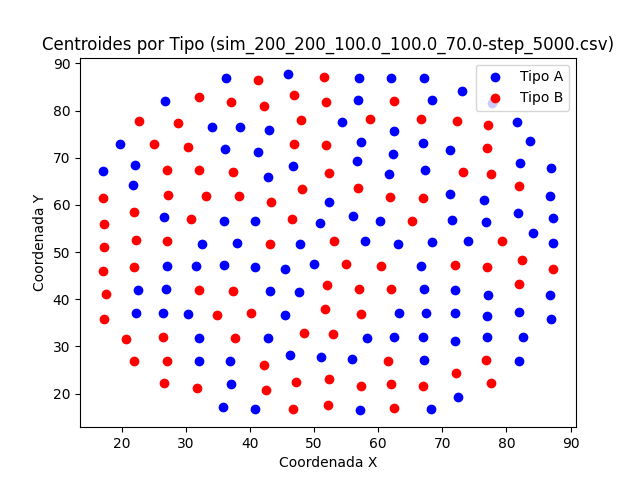 Centroides por Tipo (sim_200_200_100.0_100.0_70.0-step_5000.csv)
Tipo A
Tipo B
90
80
70
60
50
40
30
20
Coordenada Y
20 30 40 50 60 70 80 90
Coordenada X